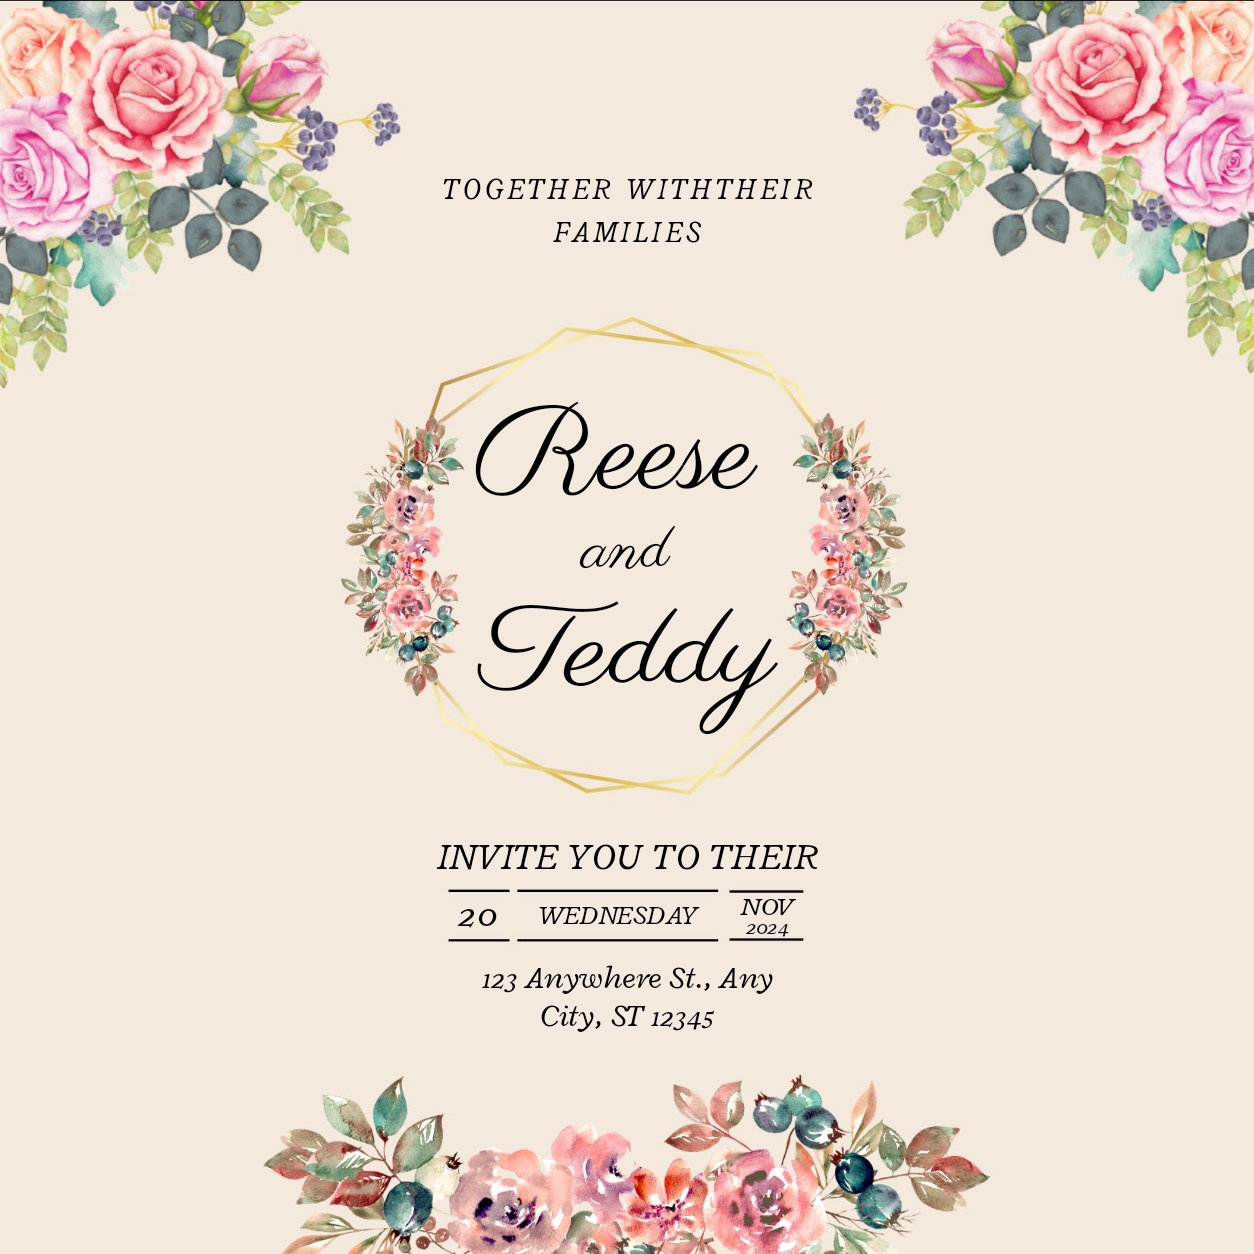 TOGETHER WITHTHEIR
FAMILIES
Reese
and
Teddy
INVITE YOU TO THEIR
20 WEDNESDAY NOV
2024
123 Anywhere St., Any
City, ST 12345